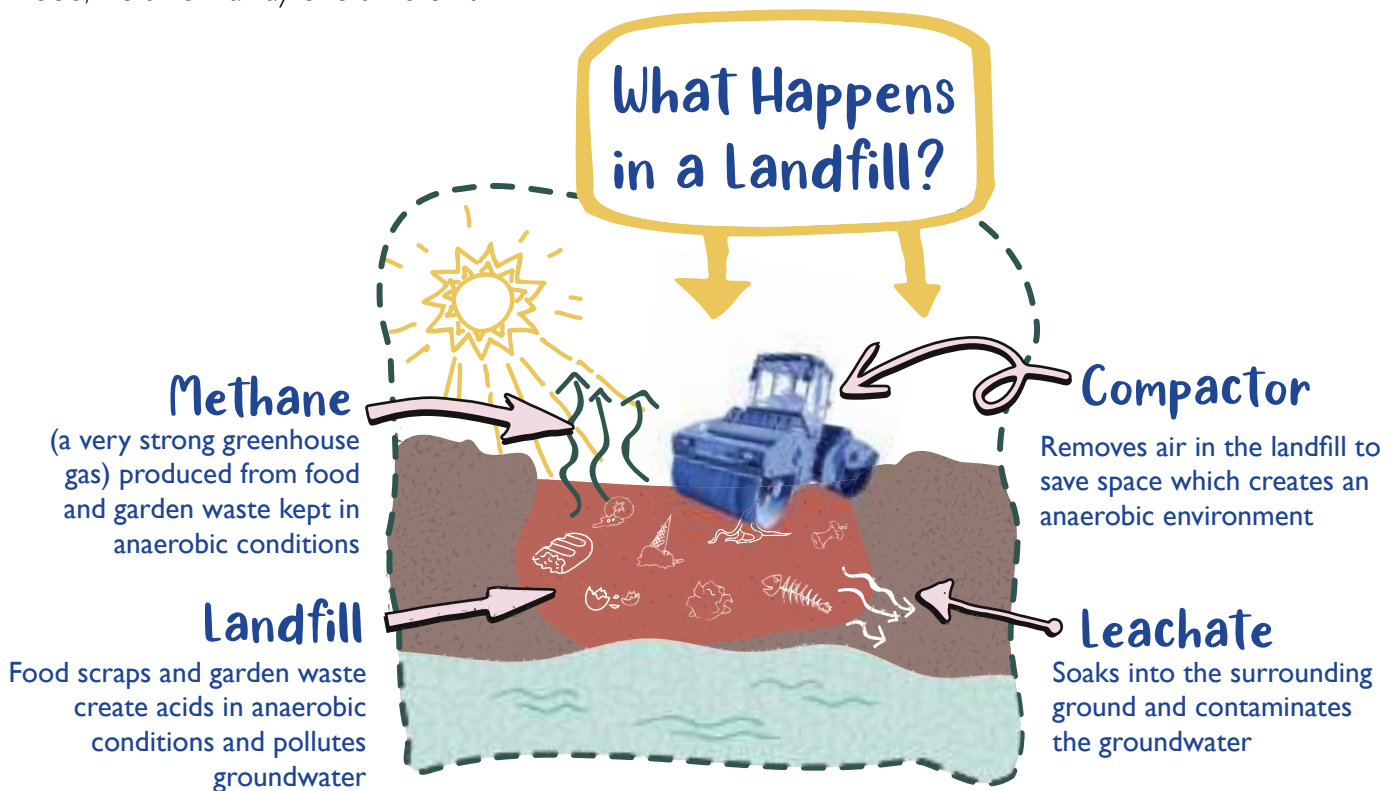 What Happens
in a Landfill?
Methane
(a very strong greenhouse
gas) produced from food
and garden waste kept in
anaerobic conditions
Compactor
Removes air in the landfill to
save space which creates an
anaerobic environment
Landfill
Food scraps and garden waste
create acids in anaerobic
conditions and pollutes
groundwater
Leachate
Soaks into the surrounding
ground and contaminates
the groundwater